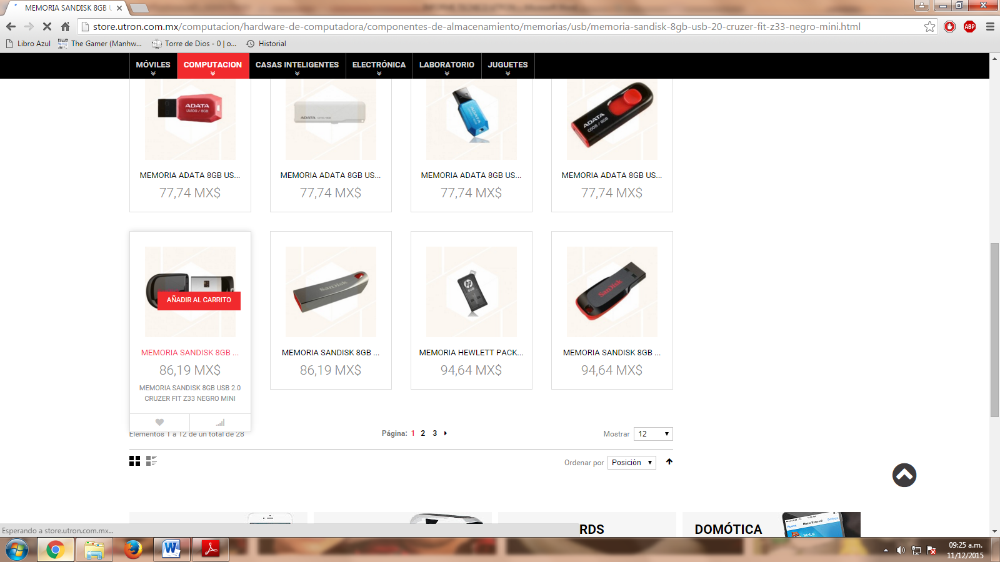 MEMORIA SANDISK 8GB U
store.utron.com.mx/computacion/hardware-de-computadora/componentes-de-almacenamiento/memorias/usb/memoria-sandisk-8gb-usb-20-cruzer-fit-z33-negro-mini.html
ABP
Libro Azul
The Gamer (Manhw...
Torre de Dios - 0 | o...
Historial
MÓVILES
COMPUTACION
CASAS INTELIGENTES
ELECTRÓNICA
LABORATORIO
JUGUETES
ADATA
UV100 / 8GB
ADATA
ADATA
ADATA
C008 / 8GB
MEMORIA ADATA 8GB US...
MEMORIA ADATA 8GB US...
MEMORIA ADATA 8GB US...
MEMORIA ADATA 8GB US...
77,74 MX$
77,74 MX$
77,74 MX$
77,74 MX$
AÑADIR AL CARRITO
SanDisk
hp
8GB
SanDisk
MEMORIA SANDISK 8GB ...
MEMORIA SANDISK 8GB ...
MEMORIA HEWLETT PACK...
MEMORIA SANDISK 8GB ...
86,19 MX$
86,19 MX$
94,64 MX$
94,64 MX$
MEMORIA SANDISK 8GB USB 2.0
CRUZER FIT Z33 NEGRO MINI
Elementos 1 a 12 de un total de 28
Página: 1 2 3
Mostrar 12
Ordenar por Posición
RDS
DOMÓTICA
Status
Esperando a store.utron.com.mx...
09:25 a.m.
11/12/2015